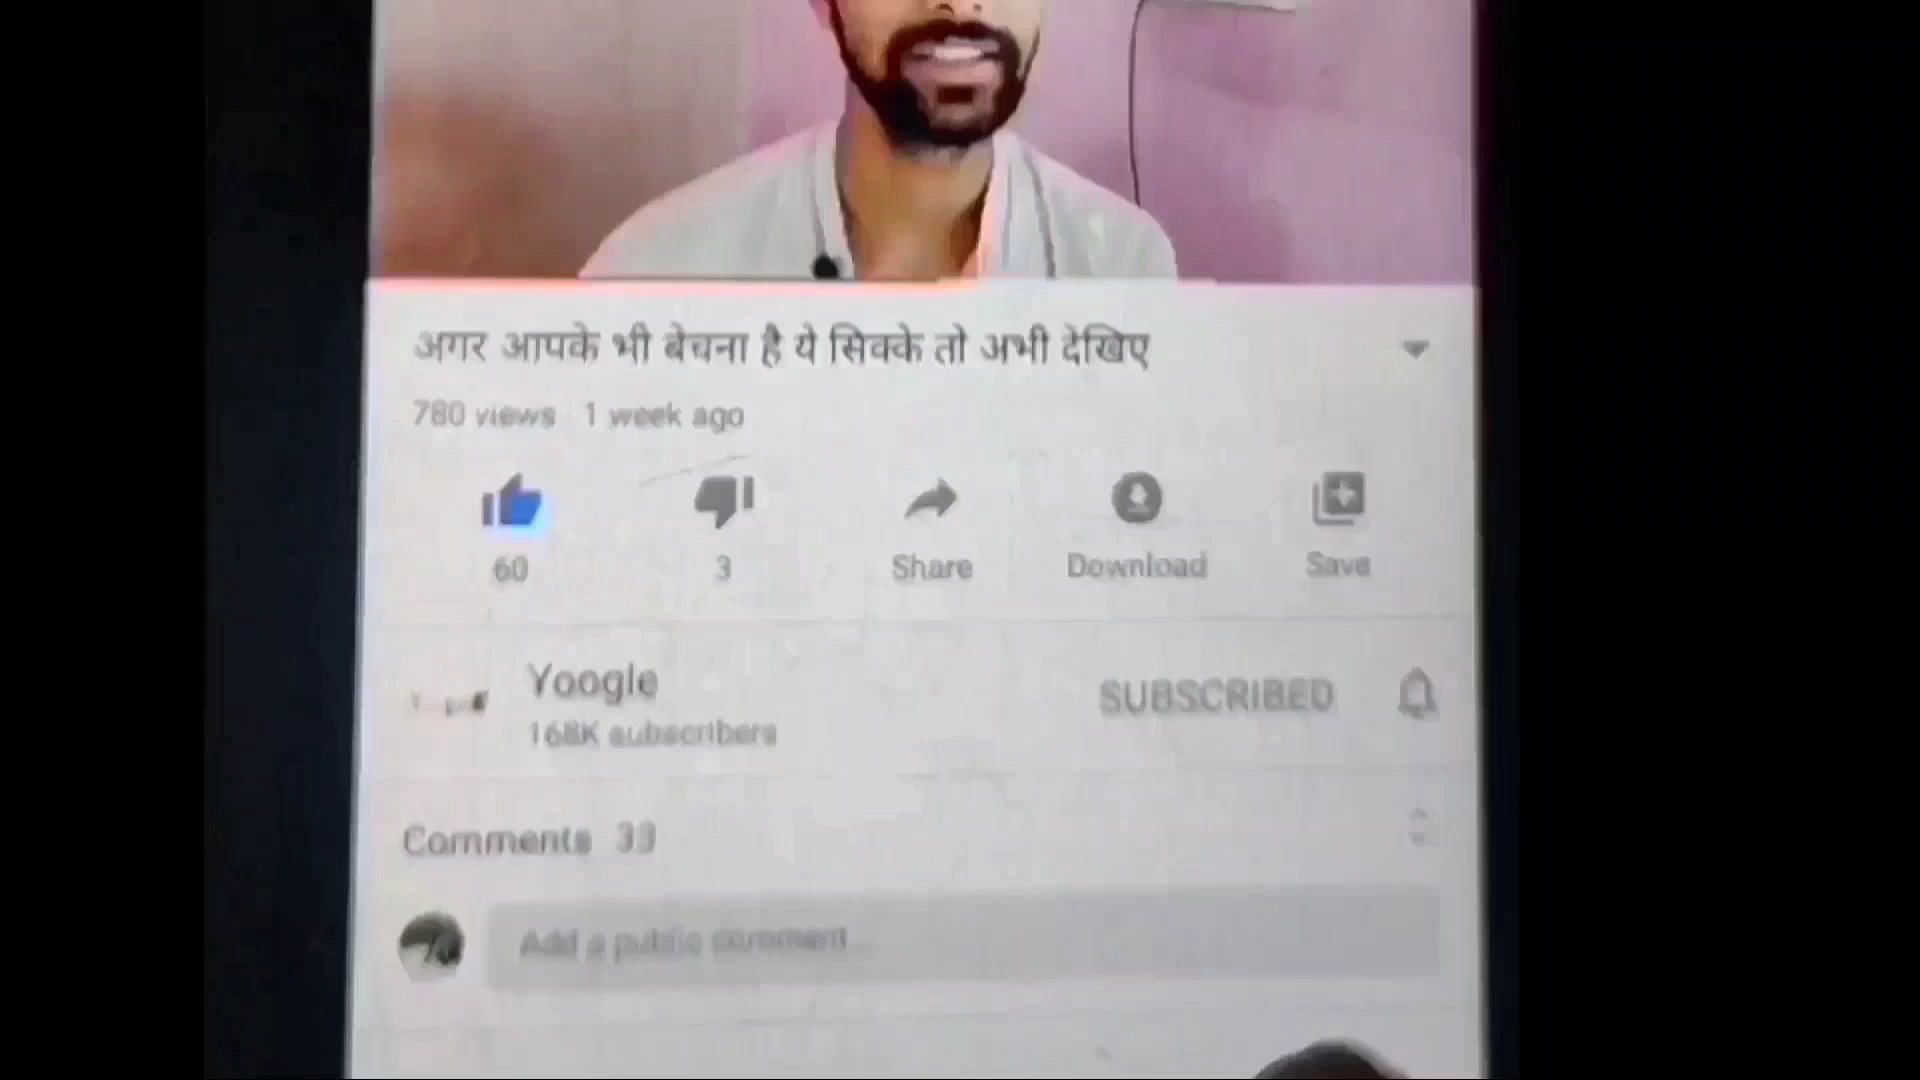 अगर आपके भी बेचना है ये सिक्के तो अभी देखिए
780 views 1 week ago
60
3
Share
Download
Save
Yoogle
SUBSCRIBED
168K subscribers
Comments 33
Add a public comment...